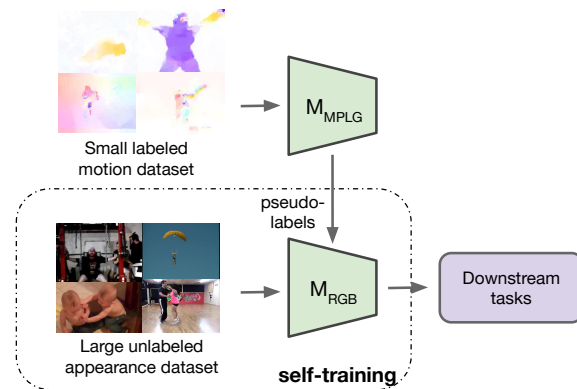 M_MPLG
Small labeled
motion dataset
pseudo-
labels
M_RGB
Downstream
tasks
Large unlabeled
appearance dataset
self-training